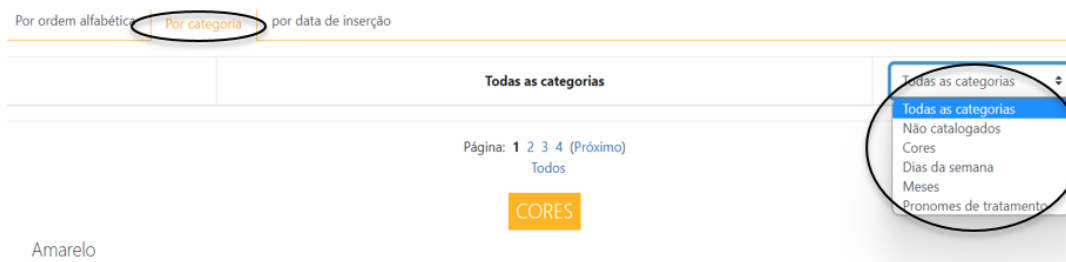 Por ordem alfabética Por categoria por data de inserção
Todas as categorias Todas as categorias
Todas as categorias
Não catalogados
Cores
Dias da semana
Meses
Pronomes de tratamento
Página: 1 2 3 4 (Próximo)
Todos
CORES
Amarelo